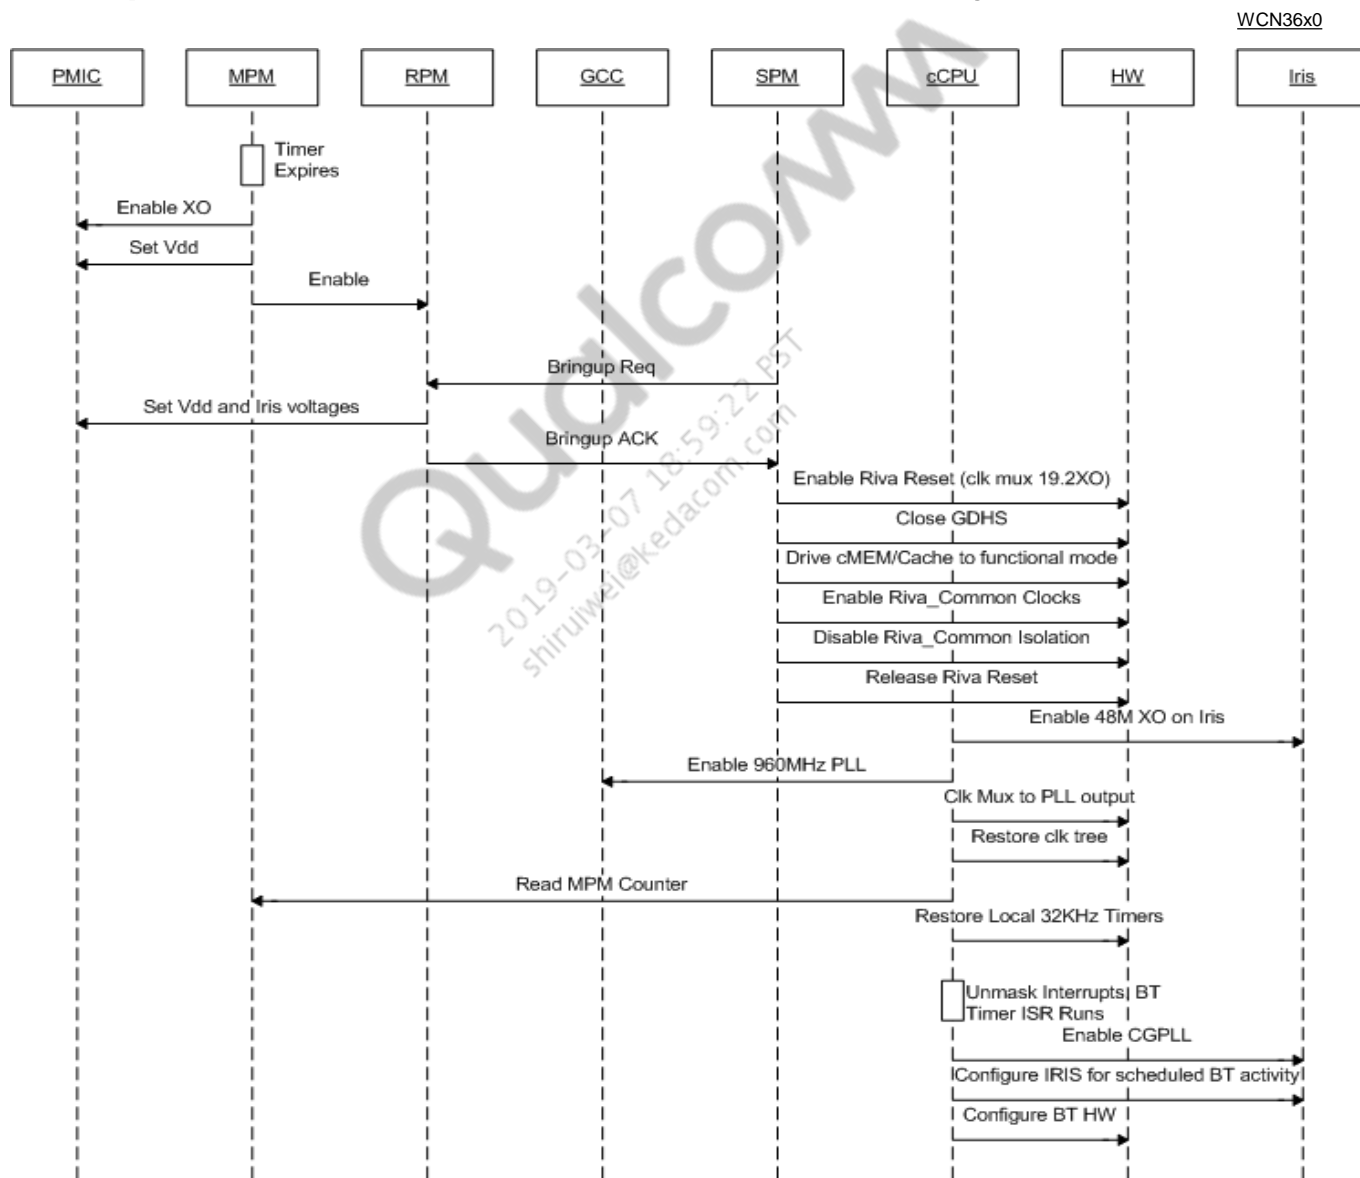 WCN36x0
PMIC
MPM
RPM
GCC
SPM
cCPU
HW
Iris
Timer
Expires
Enable XO
Set Vdd
Enable
Bringup Req
Set Vdd and Iris voltages
Bringup ACK
Enable Riva Reset (clk mux 19.2XO)
Close GDHS
Drive cMEM/Cache to functional mode
Enable Riva_Common Clocks
Disable Riva_Common Isolation
Release Riva Reset
Enable 48M XO on Iris
Enable 960MHz PLL
Clk Mux to PLL output
Restore clk tree
Read MPM Counter
Restore Local 32KHz Timers
Unmask Interrupts, BT
Timer ISR Runs
Enable CGPLL
Configure IRIS for scheduled BT activity
Configure BT HW
Qualcomm
2019-03-07 18:59:22 PST
shiruiwei@kedacom.com